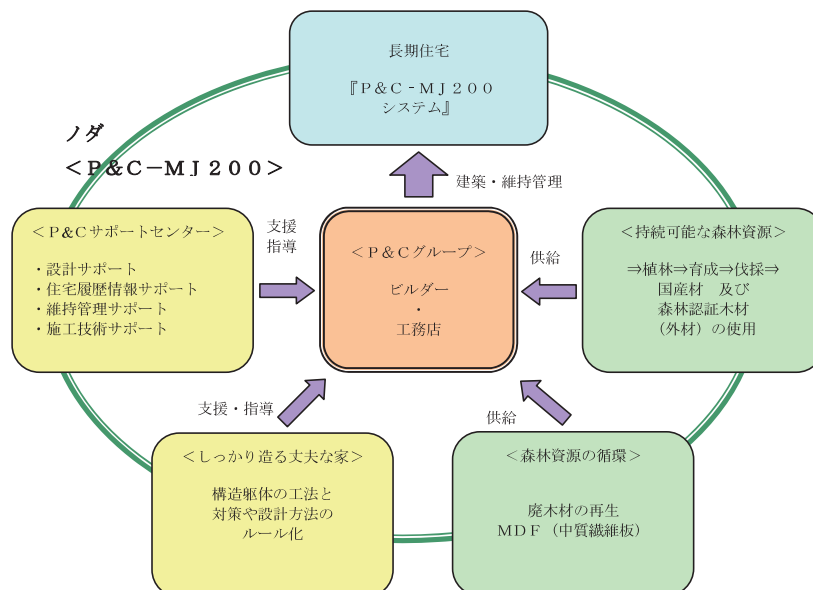 長期住宅
『Ｐ＆Ｃ‐ＭＪ２００
システム』
ノダ
＜Ｐ＆Ｃ－ＭＪ２００＞
建築・維持管理
＜Ｐ＆Ｃサポートセンター＞
・設計サポート
・住宅履歴情報サポート
・維持管理サポート
・施工技術サポート
支援
指導
＜Ｐ＆Ｃグループ＞
ビルダー
・
工務店
供給
＜持続可能な森林資源＞
⇒植林⇒育成⇒伐採⇒
国産材　及び
森林認証木材
（外材）の使用
支援・指導
供給
＜しっかり造る丈夫な家＞
構造躯体の工法と
対策や設計方法の
ルール化
＜森林資源の循環＞
廃木材の再生
ＭＤＦ（中質繊維板）